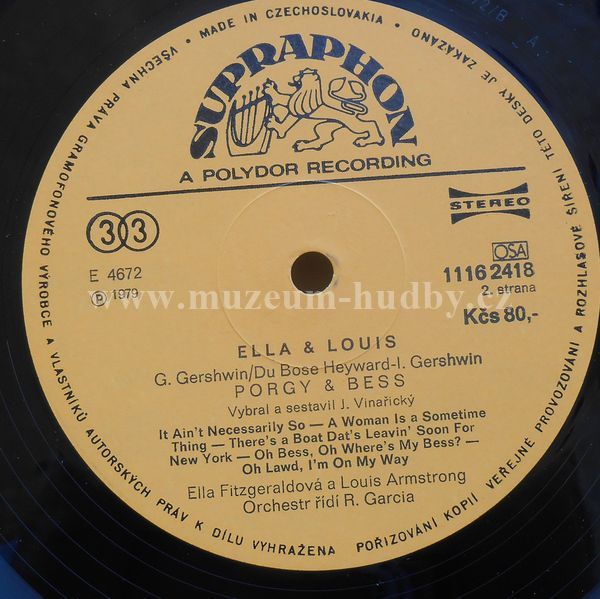 VŠECHNA PRÁVA GRAMOFONOVÉHO VÝROBCE A VLASTNÍKŮ AUTORSKÝCH PRÁV K DÍLU VYHRAŽENA
POŘIZOVÁNÍ KOPIÍ VEŘEJNÉ PROVOZOVÁNÍ A ROZHLASOVÉ ŠÍŘENÍ TÉTO DESKY JE ZAKÁZÁNO
• MADE IN CZECHOSLOVAKIA •
SUPRAPHON
A POLYDOR RECORDING
33
STEREO
E 4672
OSA
1116 2418
℗ 1979
2. strana
www.muzeum-hudby.cz
Kčs 80,-
ELLA & LOUIS
G. Gershwin/Du Bose Heyward-I. Gershwin
PORGY & BESS
Vybral a sestavil J. Vinařický
It Ain't Necessarily So — A Woman Is a Sometime
Thing — There's a Boat Dat's Leavin' Soon For
New York — Oh Bess, Oh Where's My Bess? —
Oh Lawd, I'm On My Way
Ella Fitzgeraldová a Louis Armstrong
Orchestr řídí R. Garcia